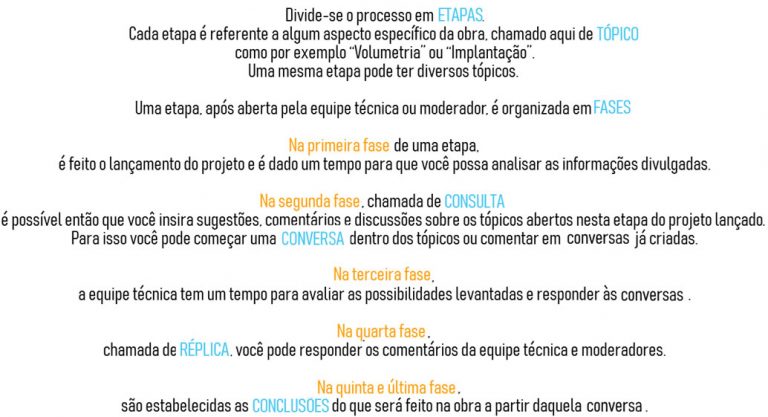 Divide-se o processo em ETAPAS.
Cada etapa é referente a algum aspecto específico da obra, chamado aqui de TÓPICO
como por exemplo “Volumetria” ou “Implantação”.
Uma mesma etapa pode ter diversos tópicos.
Uma etapa, após aberta pela equipe técnica ou moderador, é organizada em FASES
Na primeira fase de uma etapa,
é feito o lançamento do projeto e é dado um tempo para que você possa analisar as informações divulgadas.
Na segunda fase, chamada de CONSULTA
é possível então que você insira sugestões, comentários e discussões sobre os tópicos abertos nesta etapa do projeto lançado.
Para isso você pode começar uma CONVERSA dentro dos tópicos ou comentar em conversas já criadas.
Na terceira fase,
a equipe técnica tem um tempo para avaliar as possibilidades levantadas e responder às conversas .
Na quarta fase,
chamada de RÉPLICA. você pode responder os comentários da equipe técnica e moderadores.
Na quinta e última fase,
são estabelecidas as CONCLUSÕES do que será feito na obra a partir daquela conversa .